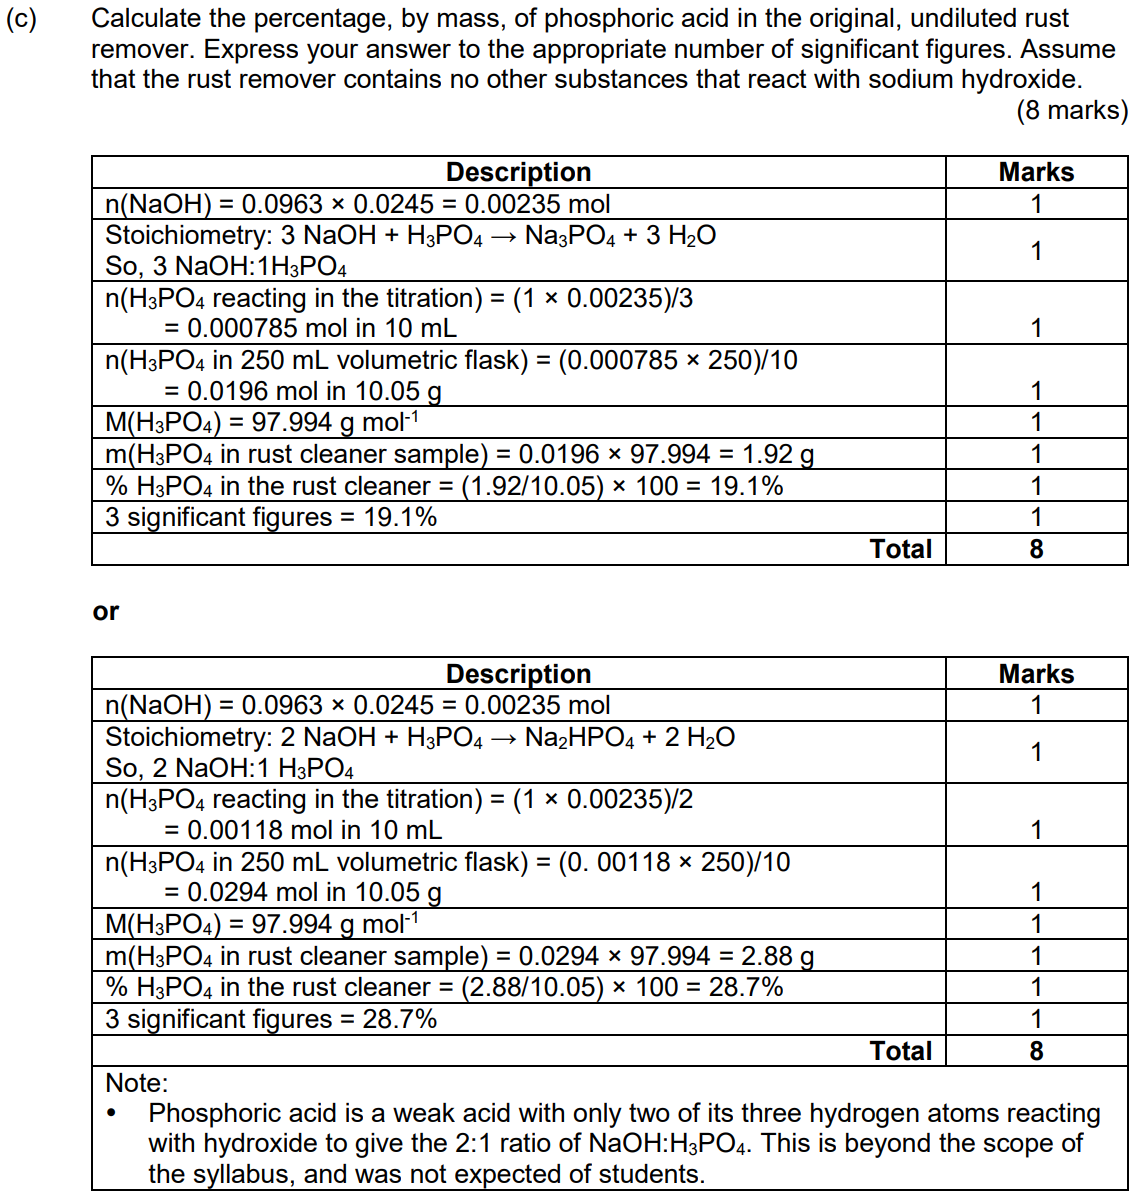 (c) Calculate the percentage, by mass, of phosphoric acid in the original, undiluted rust
remover. Express your answer to the appropriate number of significant figures. Assume
that the rust remover contains no other substances that react with sodium hydroxide.
(8 marks)
Description Marks
n(NaOH) = 0.0963 × 0.0245 = 0.00235 mol 1
Stoichiometry: 3 NaOH + H₃PO₄ → Na₃PO₄ + 3 H₂O
So, 3 NaOH:1H₃PO₄ 1
n(H₃PO₄ reacting in the titration) = (1 × 0.00235)/3
= 0.000785 mol in 10 mL 1
n(H₃PO₄ in 250 mL volumetric flask) = (0.000785 × 250)/10
= 0.0196 mol in 10.05 g 1
M(H₃PO₄) = 97.994 g mol⁻¹ 1
m(H₃PO₄ in rust cleaner sample) = 0.0196 × 97.994 = 1.92 g 1
% H₃PO₄ in the rust cleaner = (1.92/10.05) × 100 = 19.1% 1
3 significant figures = 19.1% 1
Total 8
or
Description Marks
n(NaOH) = 0.0963 × 0.0245 = 0.00235 mol 1
Stoichiometry: 2 NaOH + H₃PO₄ → Na₂HPO₄ + 2 H₂O
So, 2 NaOH:1 H₃PO₄ 1
n(H₃PO₄ reacting in the titration) = (1 × 0.00235)/2
= 0.00118 mol in 10 mL 1
n(H₃PO₄ in 250 mL volumetric flask) = (0. 00118 × 250)/10
= 0.0294 mol in 10.05 g 1
M(H₃PO₄) = 97.994 g mol⁻¹ 1
m(H₃PO₄ in rust cleaner sample) = 0.0294 × 97.994 = 2.88 g 1
% H₃PO₄ in the rust cleaner = (2.88/10.05) × 100 = 28.7% 1
3 significant figures = 28.7% 1
Total 8
Note:
• Phosphoric acid is a weak acid with only two of its three hydrogen atoms reacting
with hydroxide to give the 2:1 ratio of NaOH:H₃PO₄. This is beyond the scope of
the syllabus, and was not expected of students.